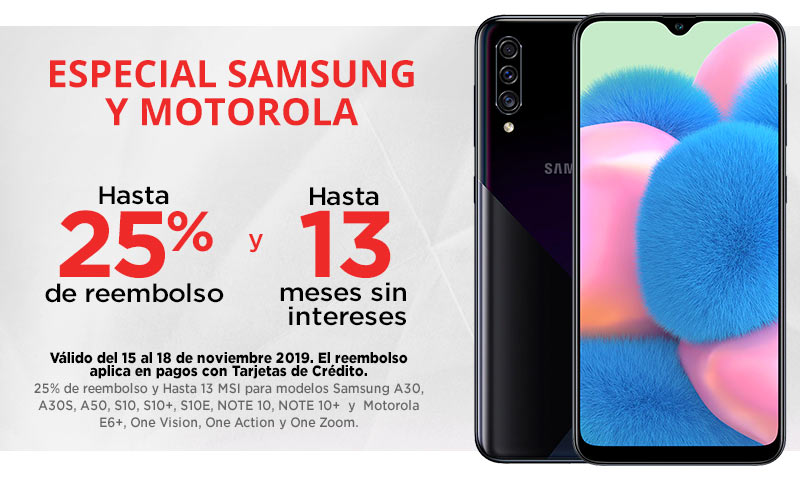 ESPECIAL SAMSUNG
Y MOTOROLA
Hasta
25%
de reembolso
y
Hasta
13
meses sin
intereses
Válido del 15 al 18 de noviembre 2019. El reembolso
aplica en pagos con Tarjetas de Crédito.
25% de reembolso y Hasta 13 MSI para modelos Samsung A30,
A30S, A50, S10, S10+, S10E, NOTE 10, NOTE 10+ y Motorola
E6+, One Vision, One Action y One Zoom.
SAM